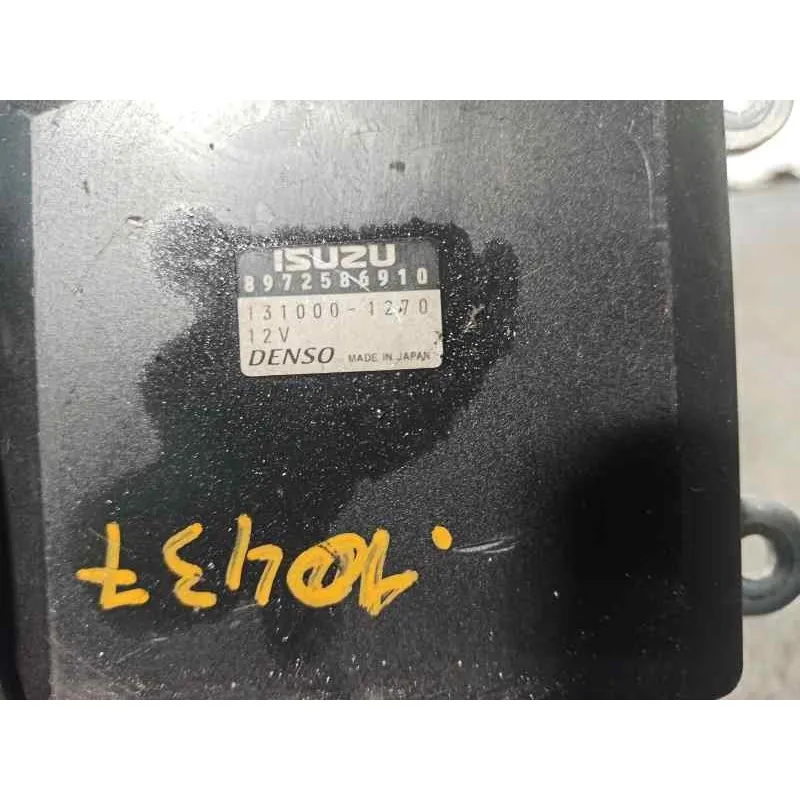 ISUZU
8972586910
131000-1270
12V
DENSO MADE IN JAPAN
10437